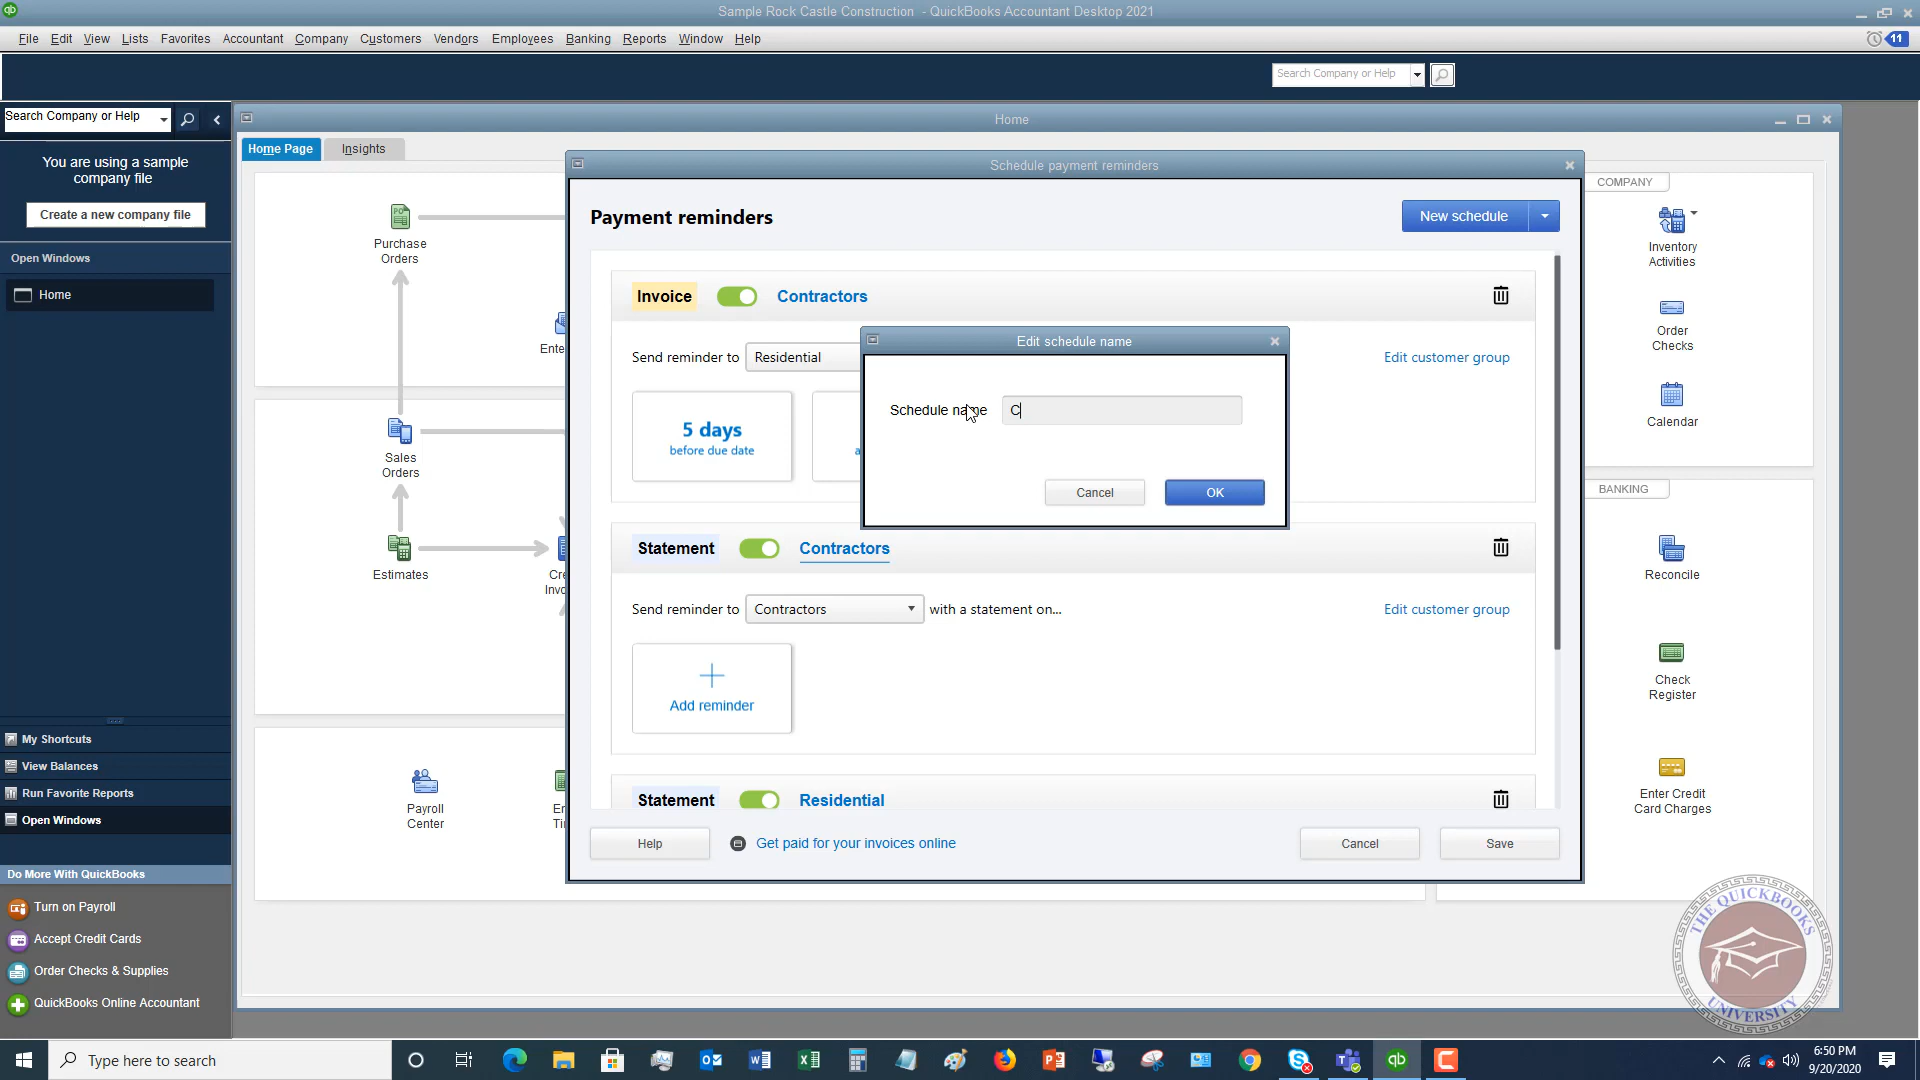 Sample Rock Castle Construction - QuickBooks Accountant Desktop 2021
File Edit View Lists Favorites Accountant Company Customers Vendors Employees Banking Reports Window Help
11
Search Company or Help
Search Company or Help
You are using a sample
company file
Create a new company file
Open Windows
Home
My Shortcuts
View Balances
Run Favorite Reports
Open Windows
Do More With QuickBooks
Turn on Payroll
Accept Credit Cards
Order Checks & Supplies
QuickBooks Online Accountant
Home
Home Page
Insights
Purchase
Orders
Ente
Sales
Orders
Estimates
Cre
Invo
Payroll
Center
En
Ti
Schedule payment reminders
Payment reminders
New schedule
Invoice
Contractors
Send reminder to
Residential
Edit customer group
5 days
before due date
a
Edit schedule name
Schedule name
C
Cancel
OK
Statement
Contractors
Send reminder to
Contractors
with a statement on...
Edit customer group
Add reminder
Statement
Residential
Help
Get paid for your invoices online
Cancel
Save
COMPANY
Inventory
Activities
Order
Checks
Calendar
BANKING
Reconcile
Check
Register
Enter Credit
Card Charges
THE QUICKBOOKS
UNIVERSITY
Type here to search
6:50 PM
9/20/2020